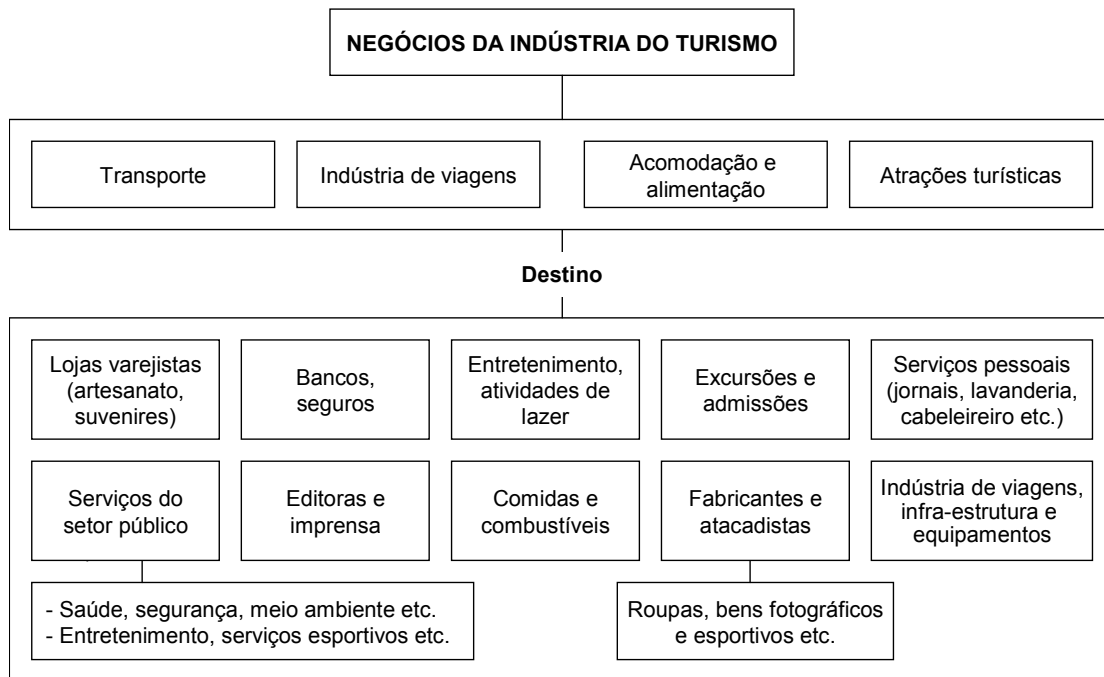 NEGÓCIOS DA INDÚSTRIA DO TURISMO
Transporte
Indústria de viagens
Acomodação e
alimentação
Atrações turísticas
Destino
Lojas varejistas
(artesanato,
suvenires)
Bancos,
seguros
Entretenimento,
atividades de
lazer
Excursões e
admissões
Serviços pessoais
(jornais, lavanderia,
cabeleireiro etc.)
Serviços do
setor público
Editoras e
imprensa
Comidas e
combustíveis
Fabricantes e
atacadistas
Indústria de viagens,
infra-estrutura e
equipamentos
- Saúde, segurança, meio ambiente etc.
- Entretenimento, serviços esportivos etc.
Roupas, bens fotográficos
e esportivos etc.